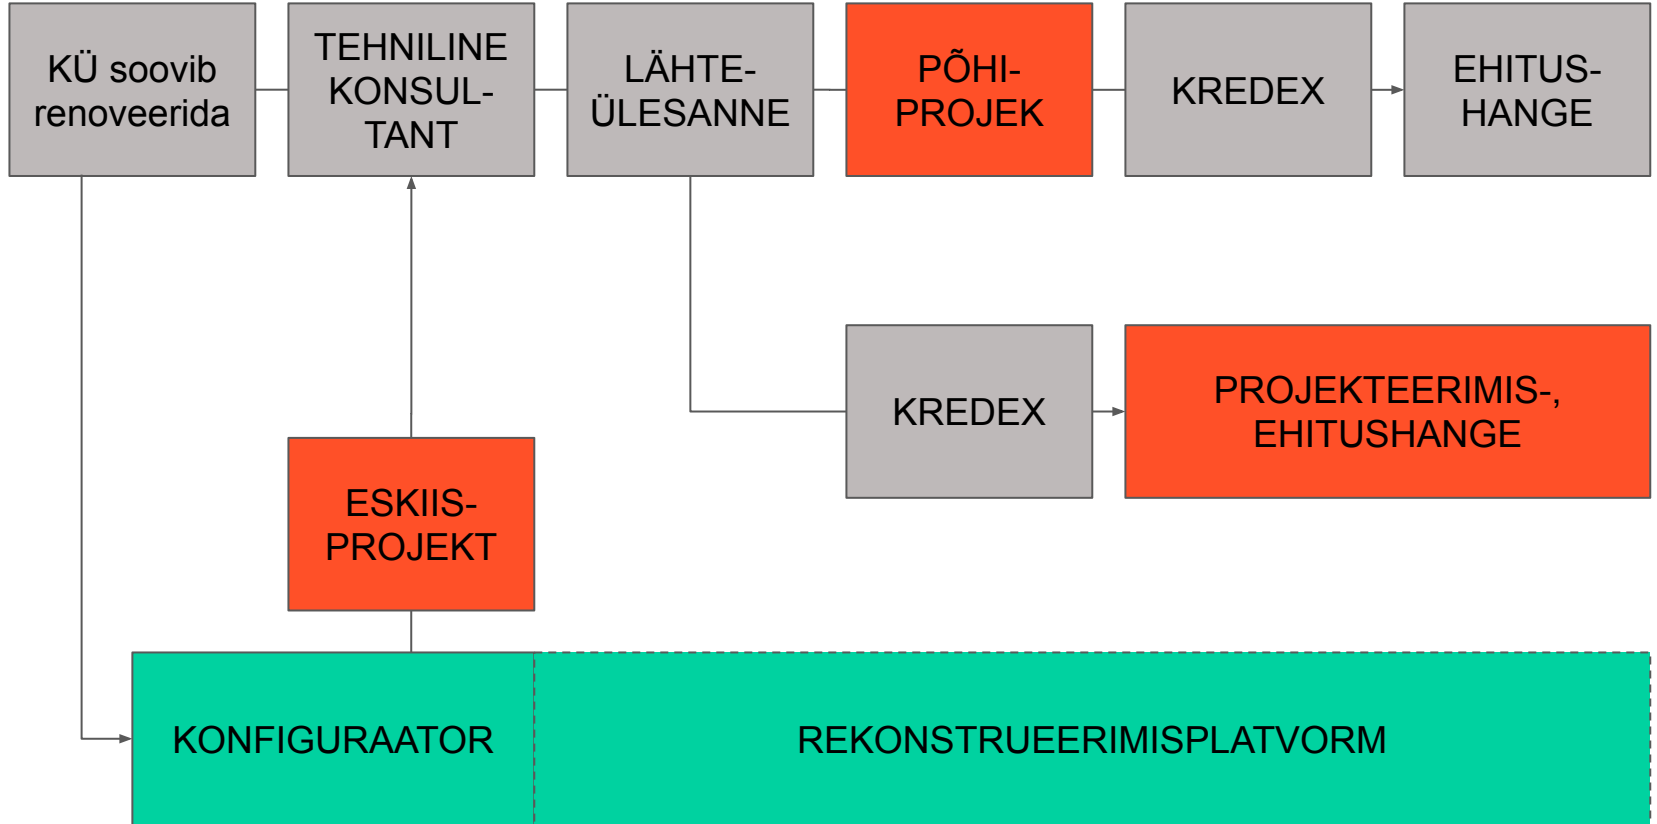 KÜ soovib
renoveerida
TEHNILINE
KONSUL-
TANT
LÄHTE-
ÜLESANNE
PÕHI-
PROJEK
KREDEX
EHITUS-
HANGE
KREDEX
PROJEKTEERIMIS-,
EHITUSHANGE
ESKIIS-
PROJEKT
KONFIGURAATOR
REKONSTRUEERIMISPLATVORM